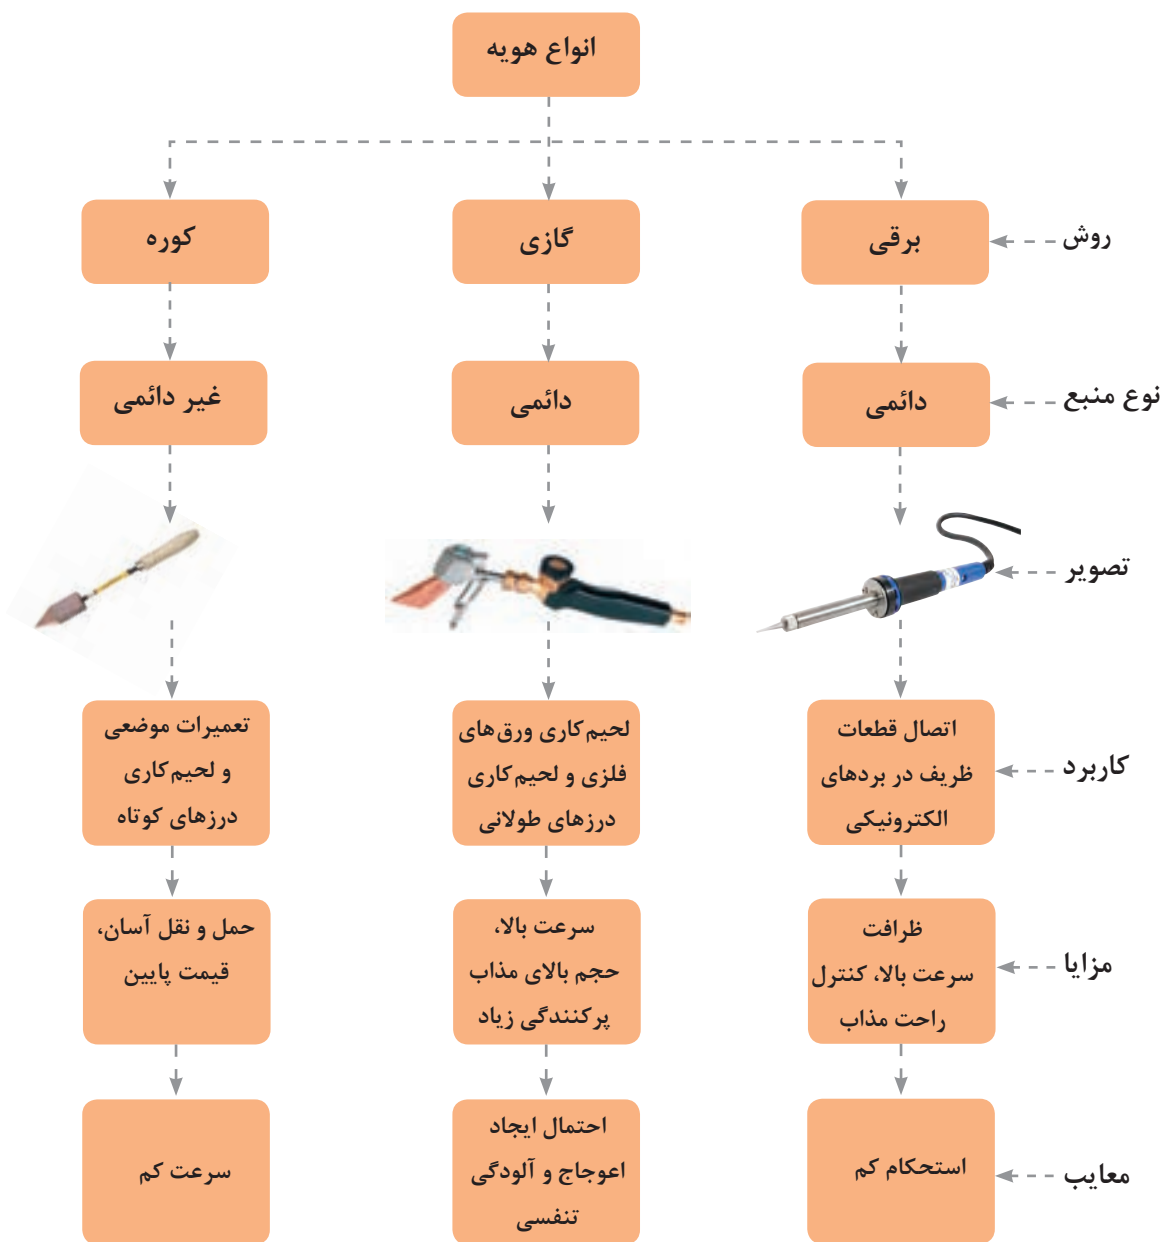 انواع هویه
روش
برقی
گازی
کوره
نوع منبع
دائمی
دائمی
غیر دائمی
تصویر
کاربرد
اتصال قطعات
ظریف در بردهای
الکترونیکی
لحیم‌کاری ورق‌های
فلزی و لحیم‌کاری
درزهای طولانی
تعمیرات موضعی
و لحیم‌کاری
درزهای کوتاه
مزایا
ظرافت
سرعت بالا، کنترل
راحت مذاب
سرعت بالا،
حجم بالای مذاب
پرکنندگی زیاد
حمل و نقل آسان،
قیمت پایین
معایب
استحکام کم
احتمال ایجاد
اعوجاج و آلودگی
تنفسی
سرعت کم